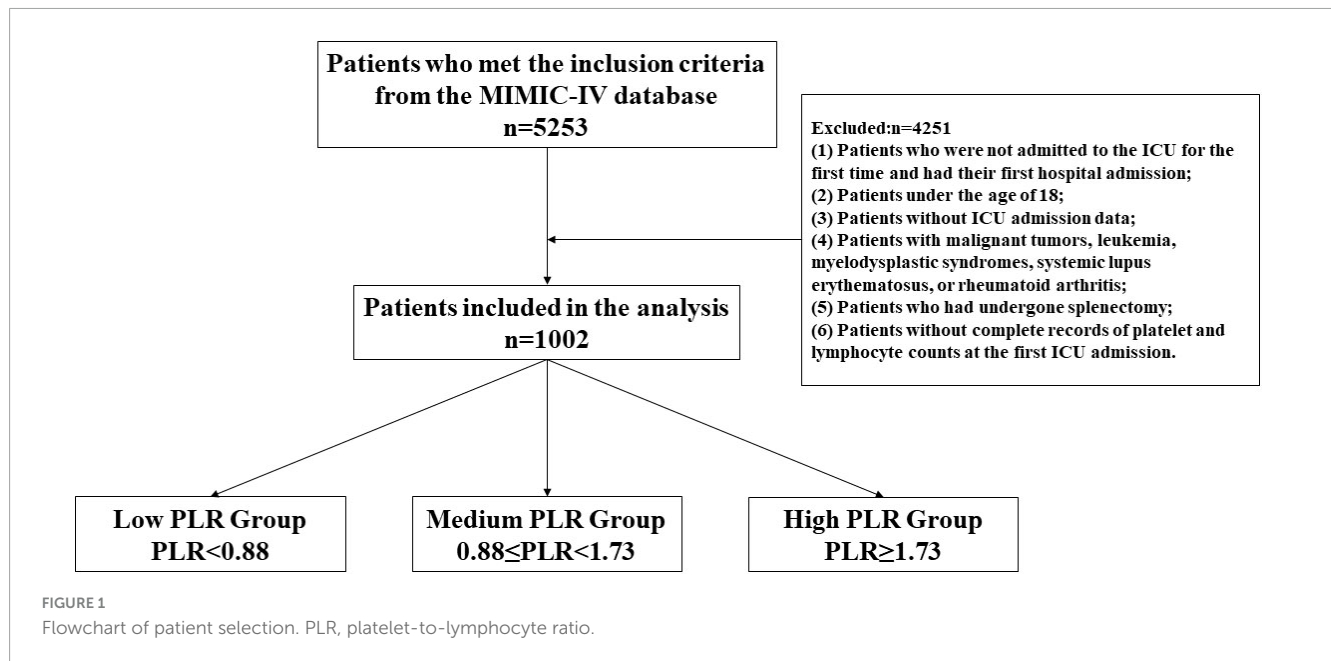 Patients who met the inclusion criteria
from the MIMIC-IV database
n=5253
Excluded:n=4251
(1) Patients who were not admitted to the ICU for the
first time and had their first hospital admission;
(2) Patients under the age of 18;
(3) Patients without ICU admission data;
(4) Patients with malignant tumors, leukemia,
myelodysplastic syndromes, systemic lupus
erythematosus, or rheumatoid arthritis;
(5) Patients who had undergone splenectomy;
(6) Patients without complete records of platelet and
lymphocyte counts at the first ICU admission.
Patients included in the analysis
n=1002
Low PLR Group
PLR<0.88
Medium PLR Group
0.88≤PLR<1.73
High PLR Group
PLR≥1.73
FIGURE 1
Flowchart of patient selection. PLR, platelet-to-lymphocyte ratio.